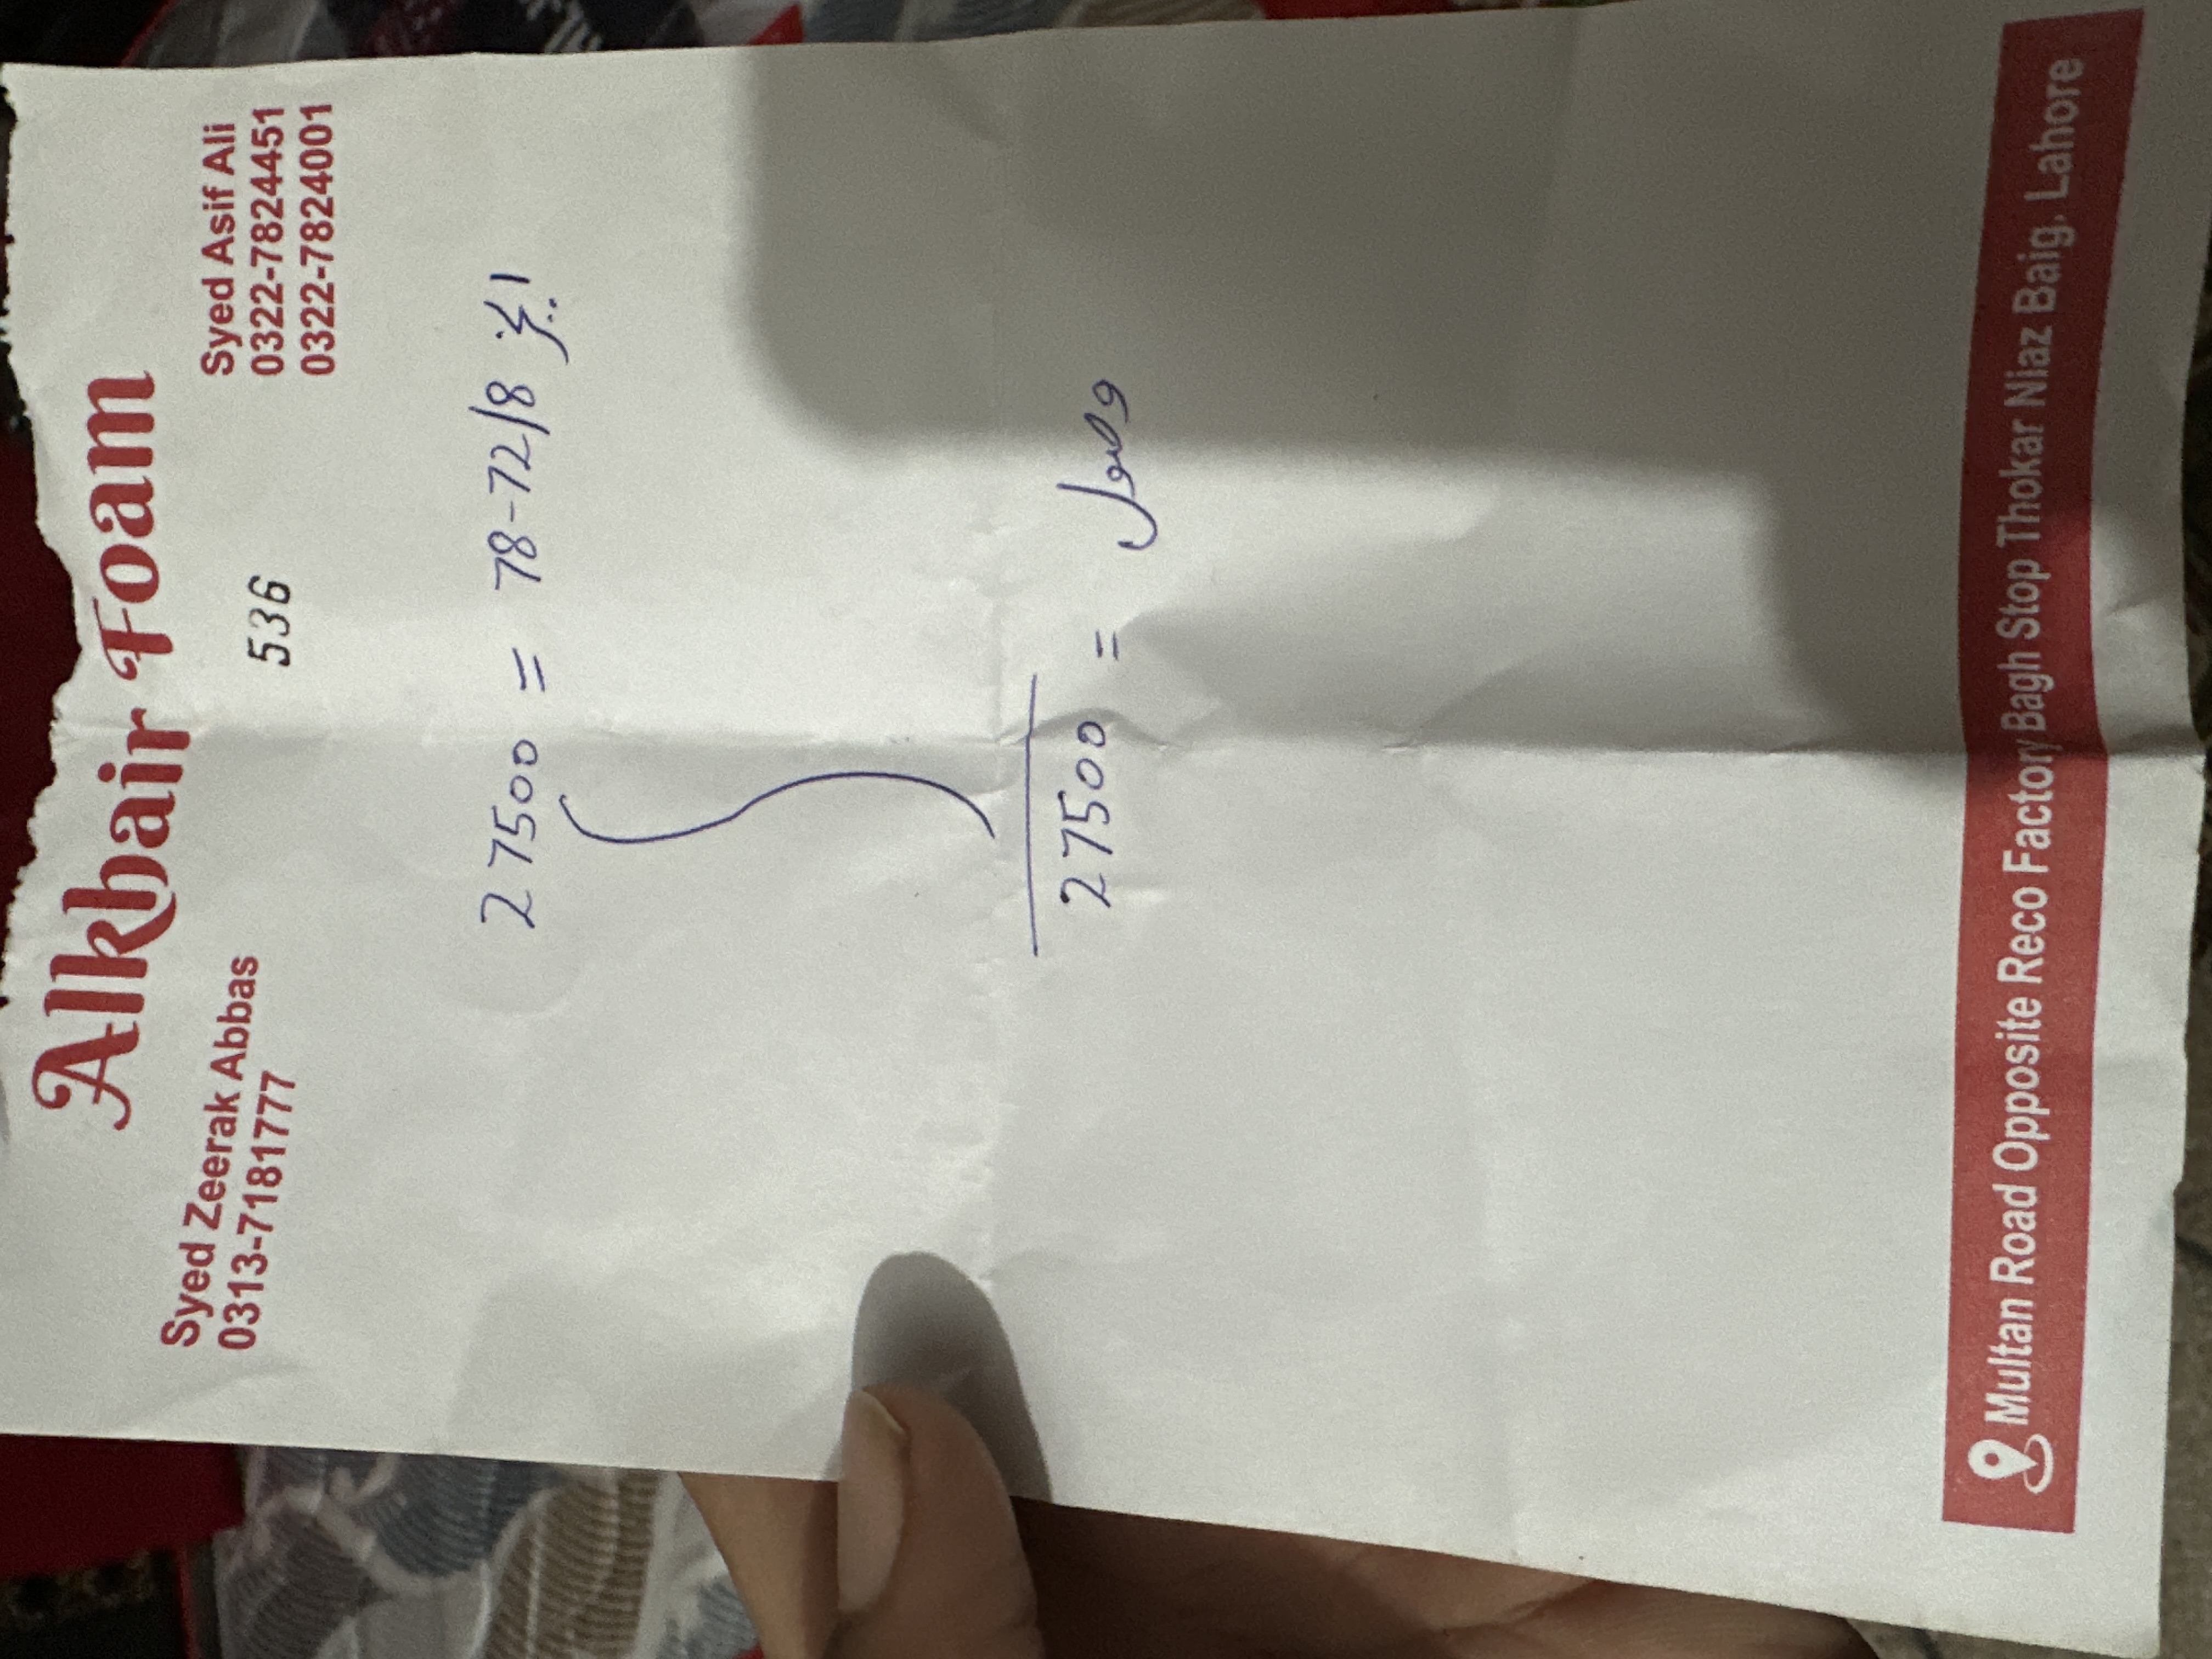 Alkhair Foam
Syed Zeerak Abbas
0313-7181777
536
Syed Asif Ali
0322-7824451
0322-7824001
27500 = 78-72/8
27500 = وصول
Multan Road Opposite Reco Factory Bagh Stop Thokar Niaz Baig, Lahore